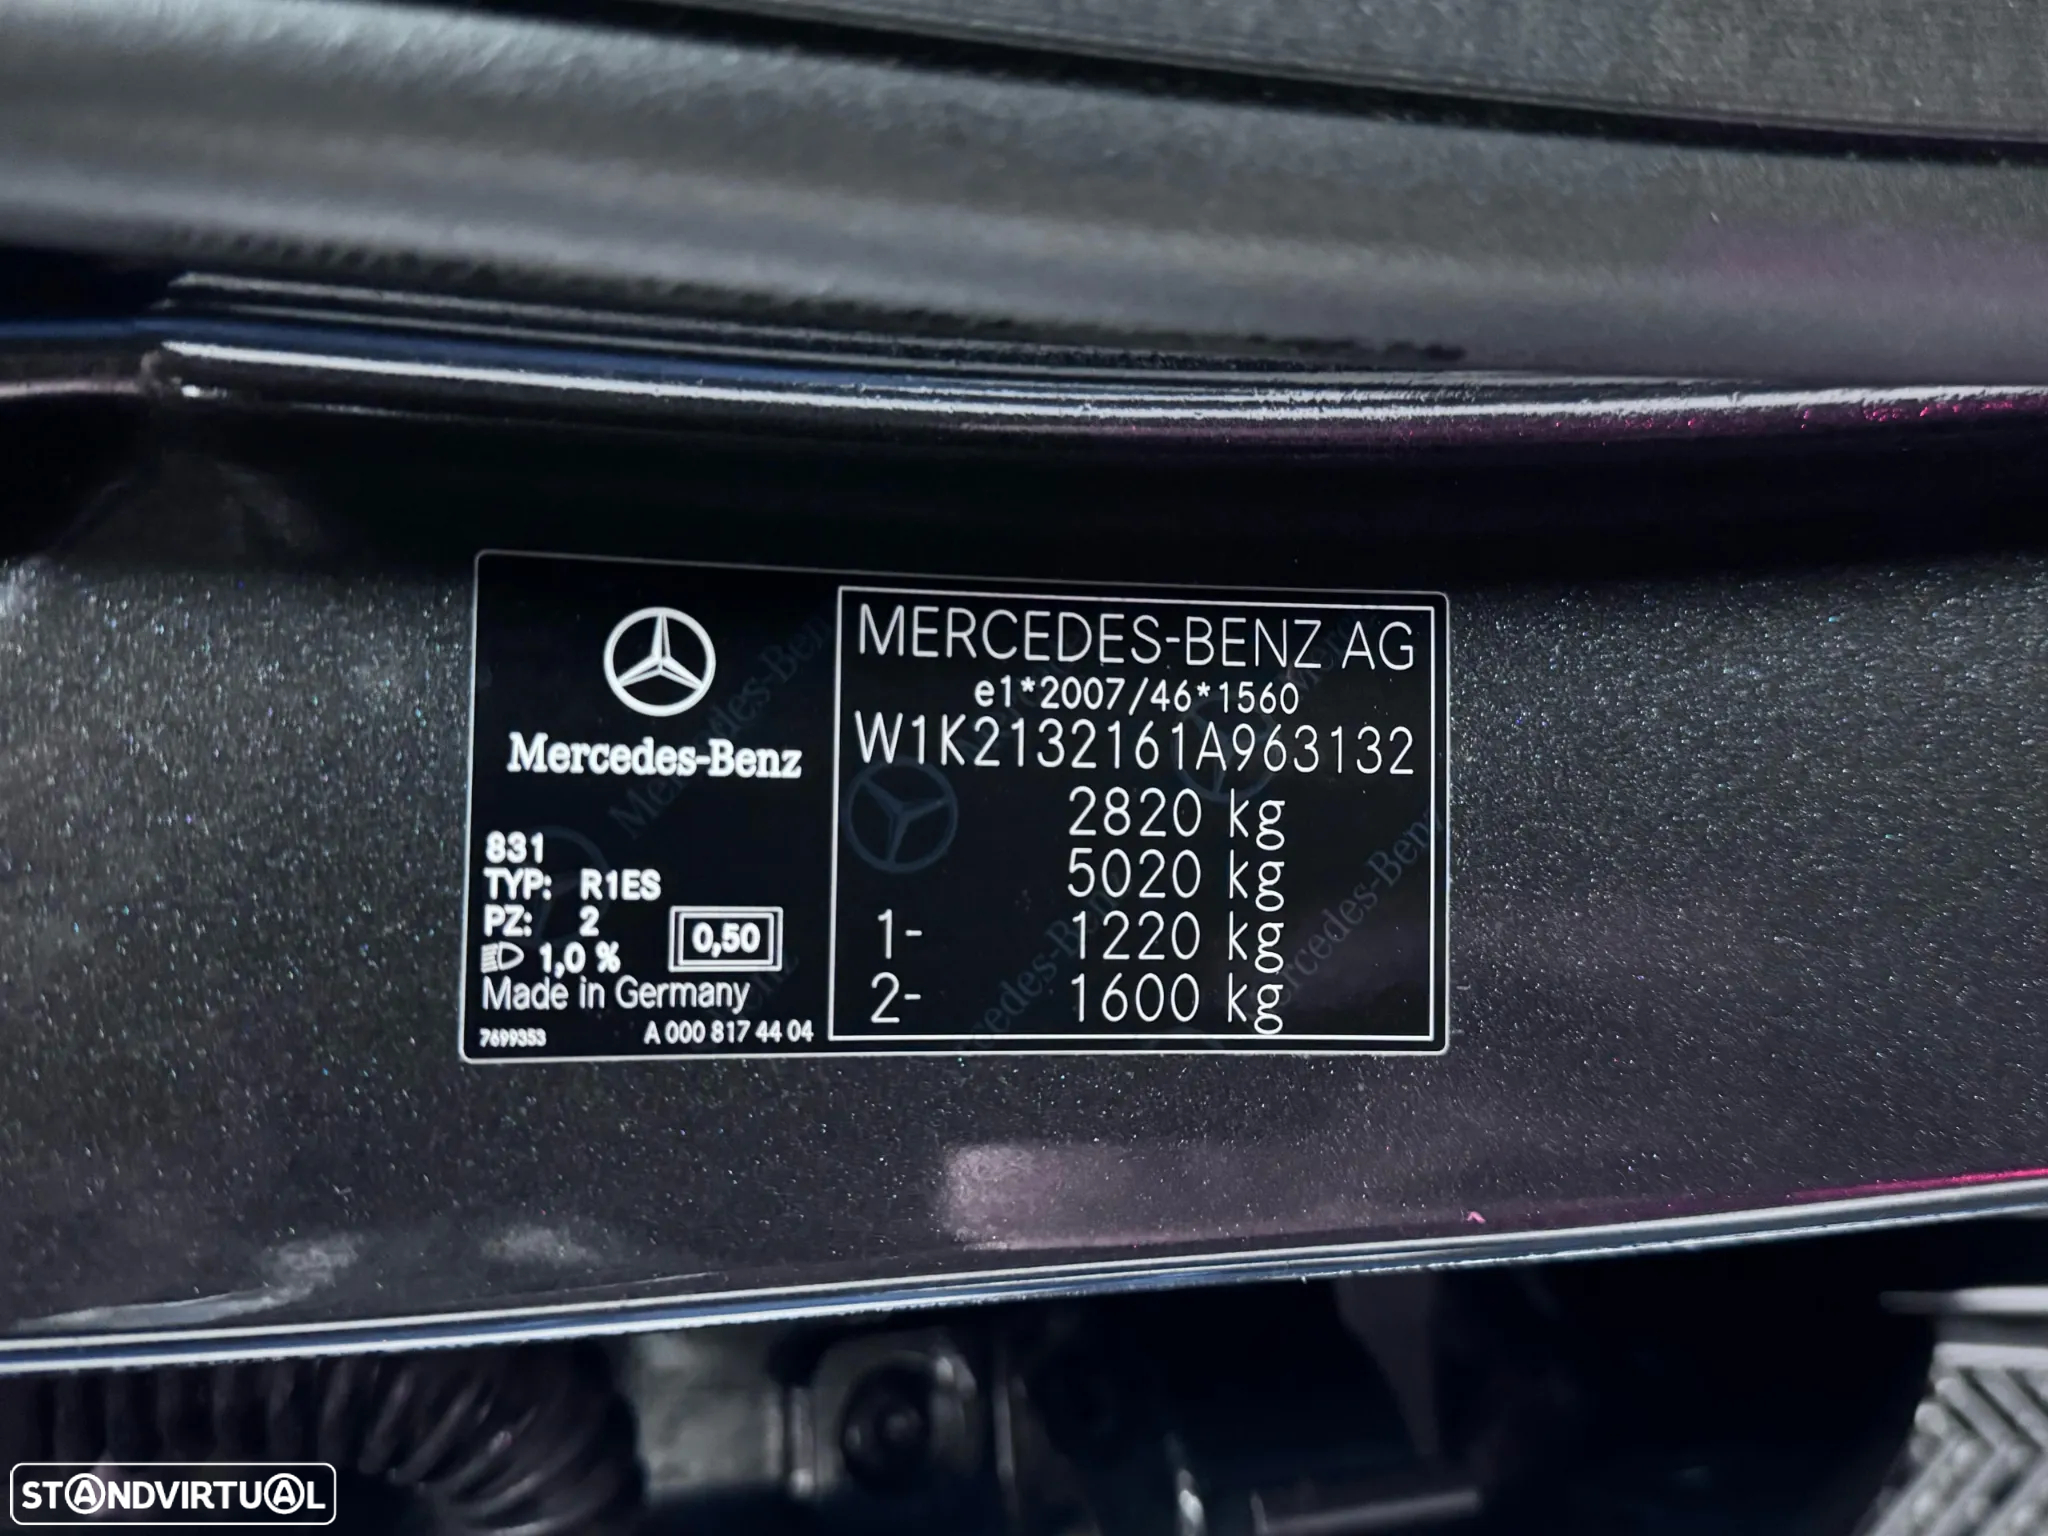 Mercedes-Benz
831
TYP: R1ES
PZ: 2
1,0 %
0,50
Made in Germany
7699353
A 000 817 44 04
MERCEDES-BENZ AG
e1*2007/46*1560
W1K2132161A963132
2820 kg
5020 kg
1- 1220 kg
2- 1600 kg
STANDVIRTUAL